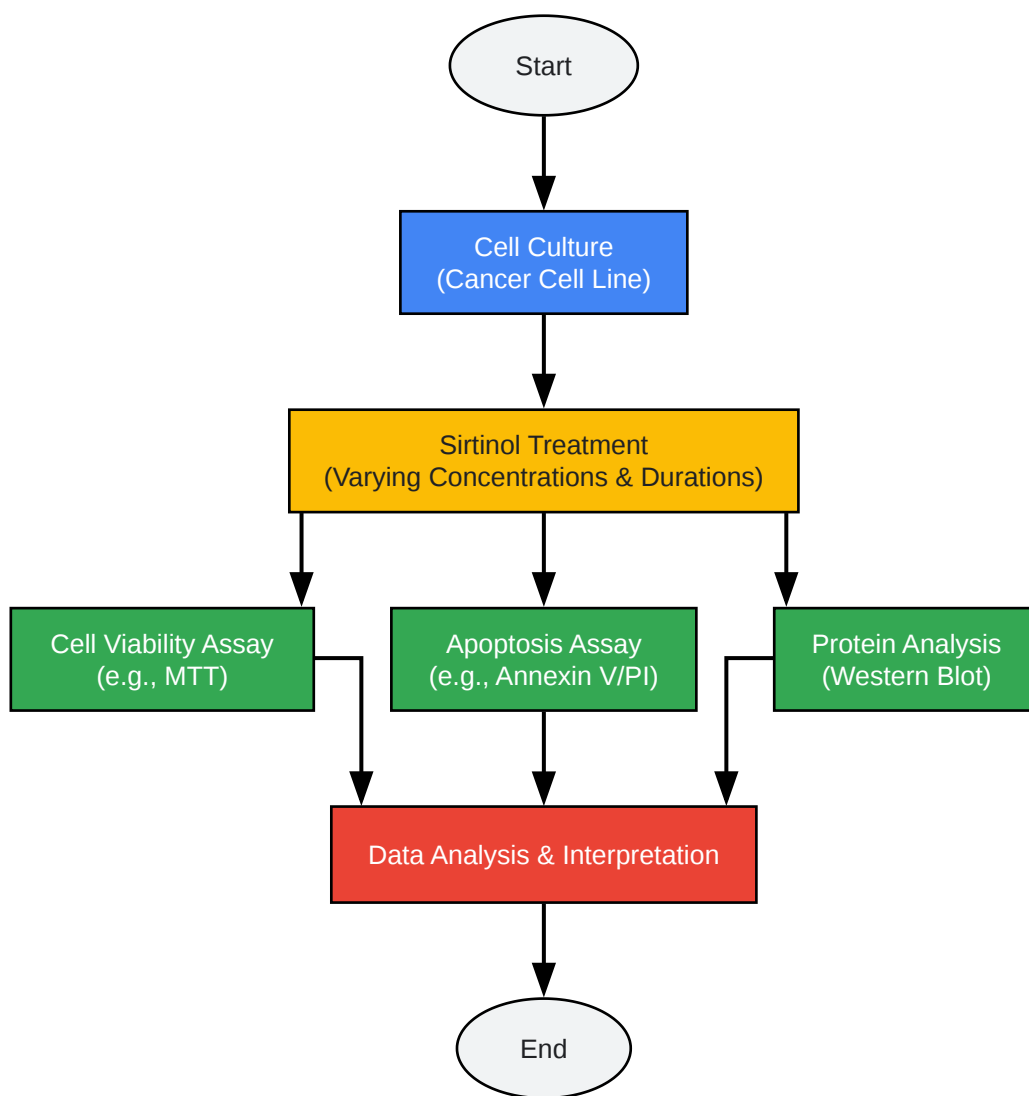 Start
Cell Culture
(Cancer Cell Line)
Sirtinol Treatment
(Varying Concentrations & Durations)
Cell Viability Assay
(e.g., MTT)
Apoptosis Assay
(e.g., Annexin V/PI)
Protein Analysis
(Western Blot)
Data Analysis & Interpretation
End